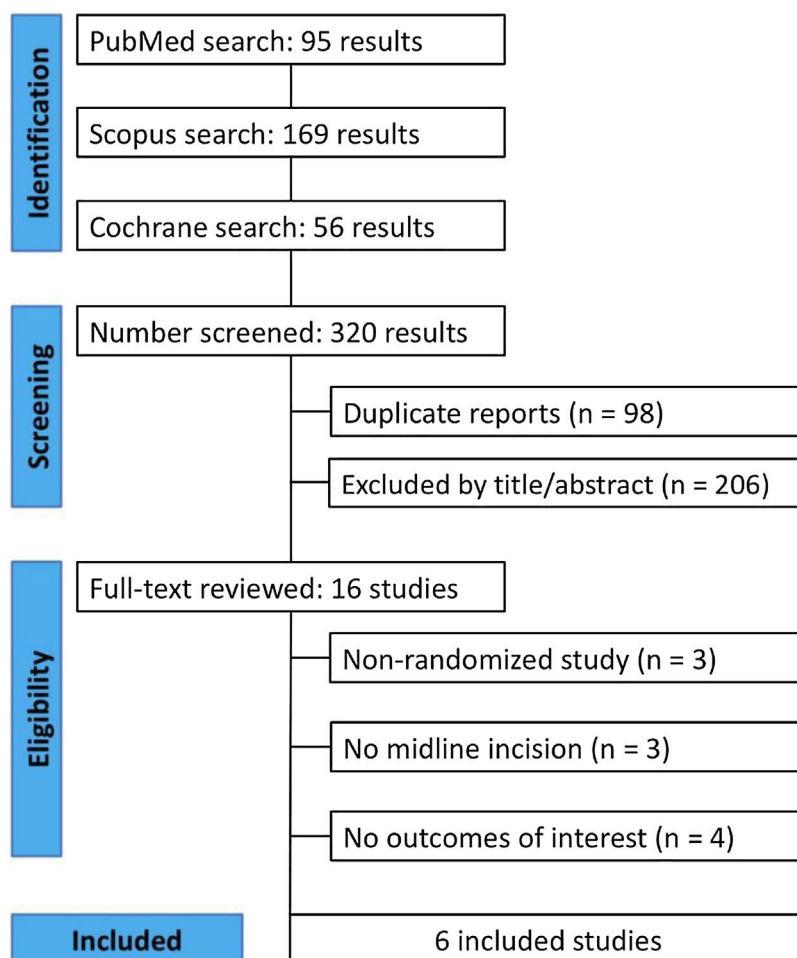 Identification
PubMed search: 95 results
Scopus search: 169 results
Cochrane search: 56 results
Screening
Number screened: 320 results
Duplicate reports (n = 98)
Excluded by title/abstract (n = 206)
Eligibility
Full-text reviewed: 16 studies
Non-randomized study (n = 3)
No midline incision (n = 3)
No outcomes of interest (n = 4)
Included
6 included studies